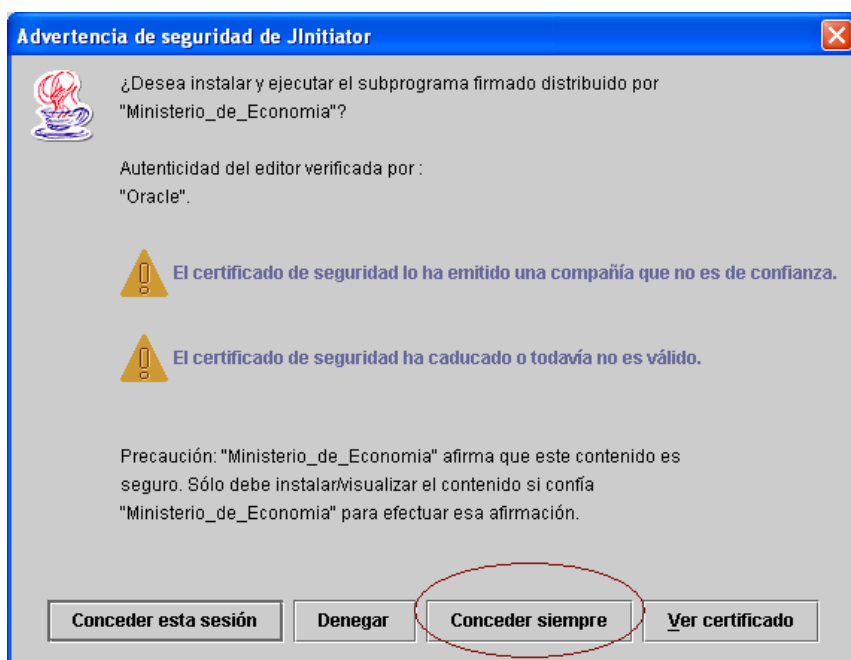 Advertencia de seguridad de JInitiator
¿Desea instalar y ejecutar el subprograma firmado distribuido por
"Ministerio_de_Economia"?
Autenticidad del editor verificada por :
"Oracle".
El certificado de seguridad lo ha emitido una compañía que no es de confianza.
El certificado de seguridad ha caducado o todavía no es válido.
Precaución: "Ministerio_de_Economia" afirma que este contenido es
seguro. Sólo debe instalar/visualizar el contenido si confía
"Ministerio_de_Economia" para efectuar esa afirmación.
Conceder esta sesión Denegar Conceder siempre Ver certificado